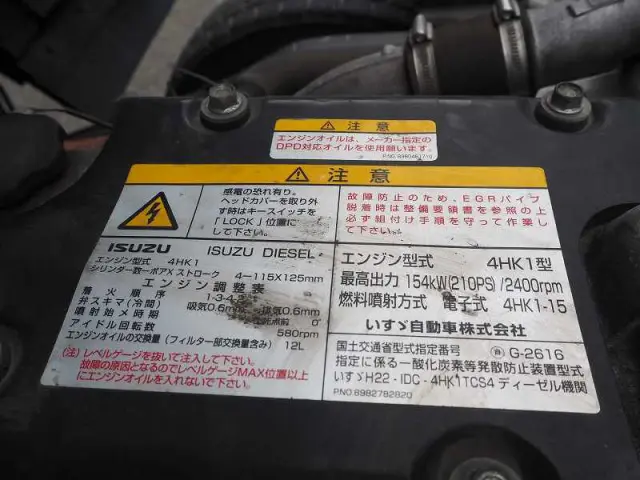 ⚠ 注意
エンジンオイルは、メーカー指定の
DPD対応オイルを使用願います。
⚠ 注意
感電の恐れ有り。
ヘッドカバーを取り外
す時はキースイッチを
「LOCK」位置に
して下さい。
故障防止のため、EGRパイプ
脱着時は整備要領書を参照の上
必ず組付け手順を守って作業し
て下さい。
ISUZU ISUZU DIESEL
エンジン型式 4HK1
シリンダー数-ボアXストローク 4-115X125mm
エンジン調整表
着火順序 1-3-4
弁スキマ(冷間) 吸気0.6mm 0.6mm
噴射始メ時期 点前 0°
アイドル回転数 580rpm
エンジンオイルの交換量(フィルター部交換量含み) 12L
(注)レベルゲージを抜いて注入して下さい。
故障の原因となるのでレベルゲージMAX位置以上
にエンジンオイルを入れないで下さい。
エンジン型式 4HK1型
最高出力 154kW(210PS)/2400rpm
燃料噴射方式 電子式 4HK1-15
いすゞ自動車株式会社
国土交通省型式指定番号 G-2616
指定に係る一酸化炭素等発散防止装置型式
いすゞH22・IDC・4HK1TCS4 ディーゼル機関
P.NO.8982782820